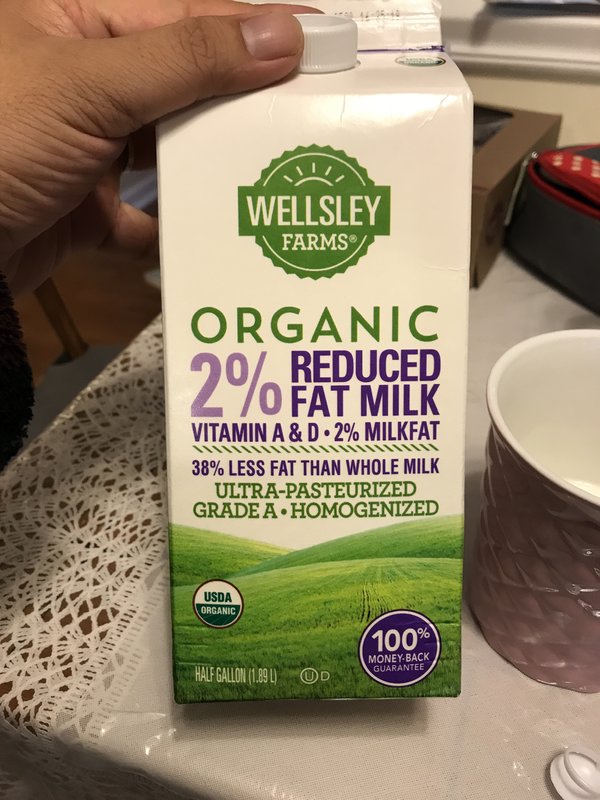 WELLSLEY
FARMS®
ORGANIC
2% REDUCED
FAT MILK
VITAMIN A & D • 2% MILKFAT
38% LESS FAT THAN WHOLE MILK
ULTRA-PASTEURIZED
GRADE A • HOMOGENIZED
USDA
ORGANIC
100%
MONEY-BACK
GUARANTEE
HALF GALLON (1.89 L)
U D